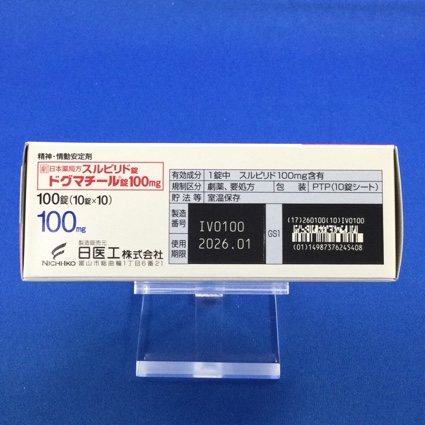 精神・情動安定剤
劇 日本薬局方 スルピリド錠
ドグマチール錠100mg
100錠(10錠×10)
100mg
製造販売元
日医工株式会社
NICHI-IKO 富山市総曲輪1丁目6番21
有効成分 1錠中 スルピリド100mg含有
規制区分 劇薬、要処方 包装 PTP(10錠シート)
貯法等 室温保存
製造番号 IV0100
使用期限 2026.01
GS1
(17)260100(10)IV0100
(01)14987376245408